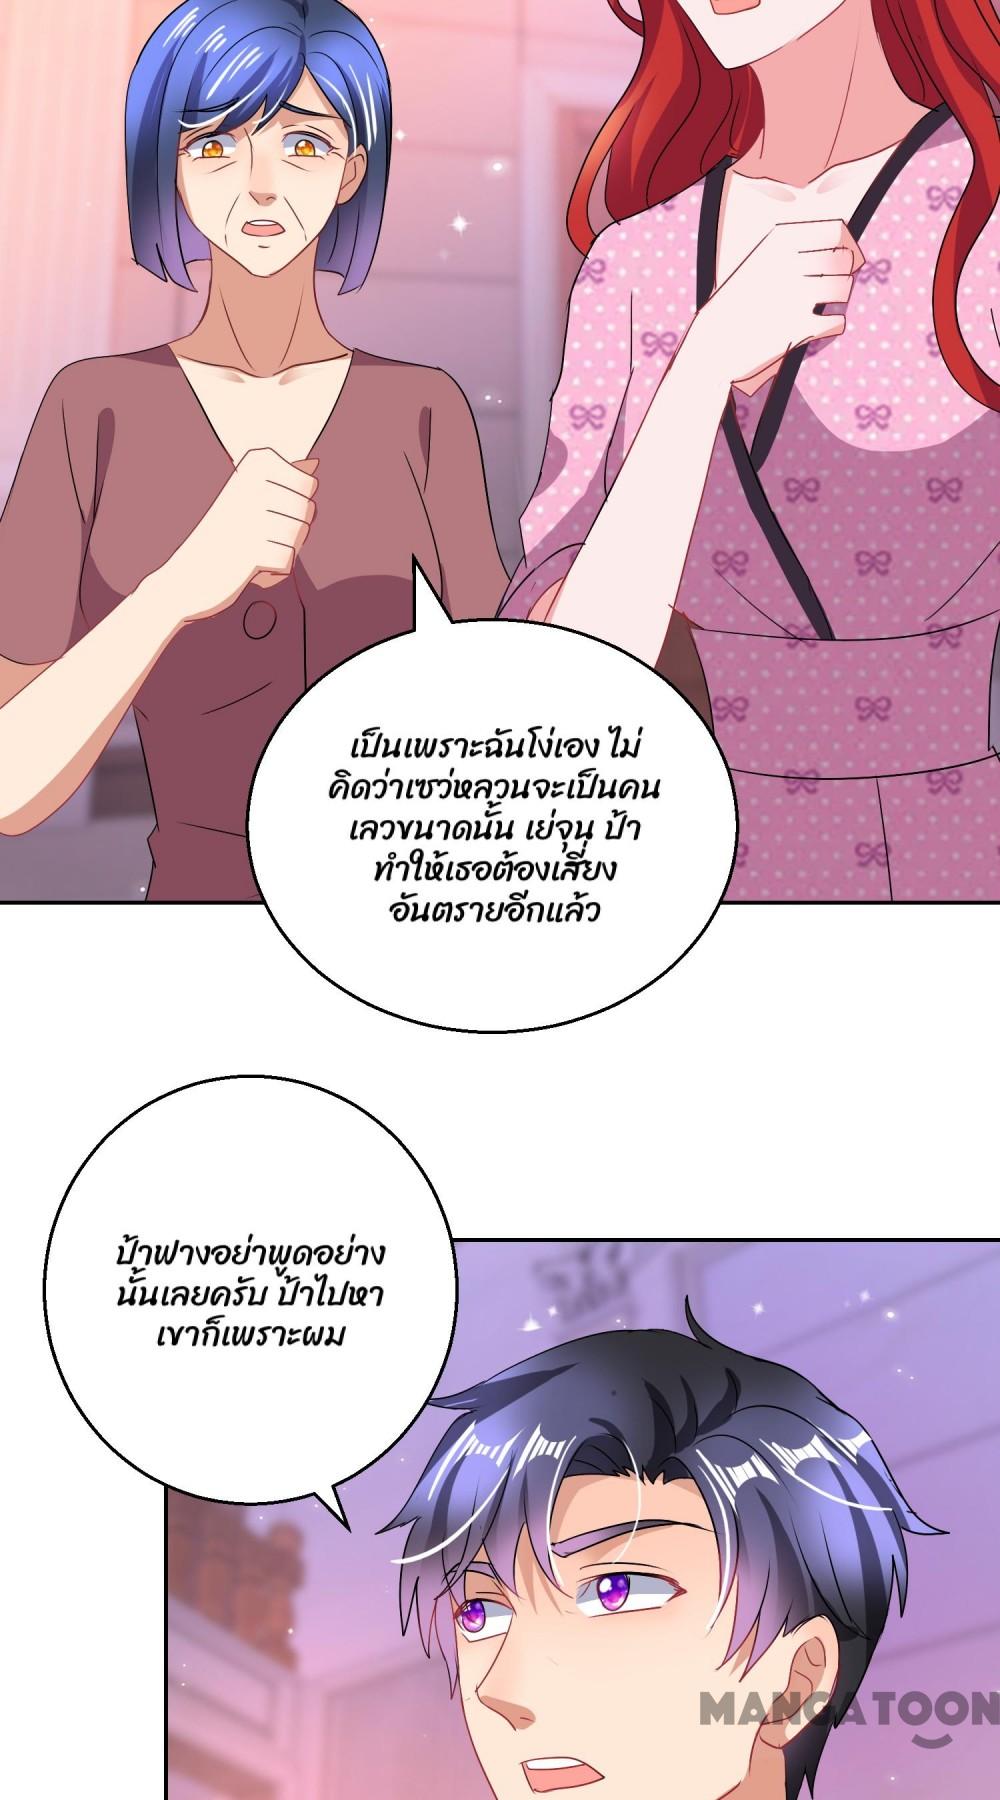 เป็นเพราะฉันโง่เอง ไม่
คิดว่าเซว่หลวนจะเป็นคน
เลวขนาดนั้น เย่จุน ป้า
ทำให้เธอต้องเสี่ยง
อันตรายอีกแล้ว
ป้าฟางอย่าพูดอย่าง
นั้นเลยครับ ป้าไปหา
เขาก็เพราะผม
MANGATOON